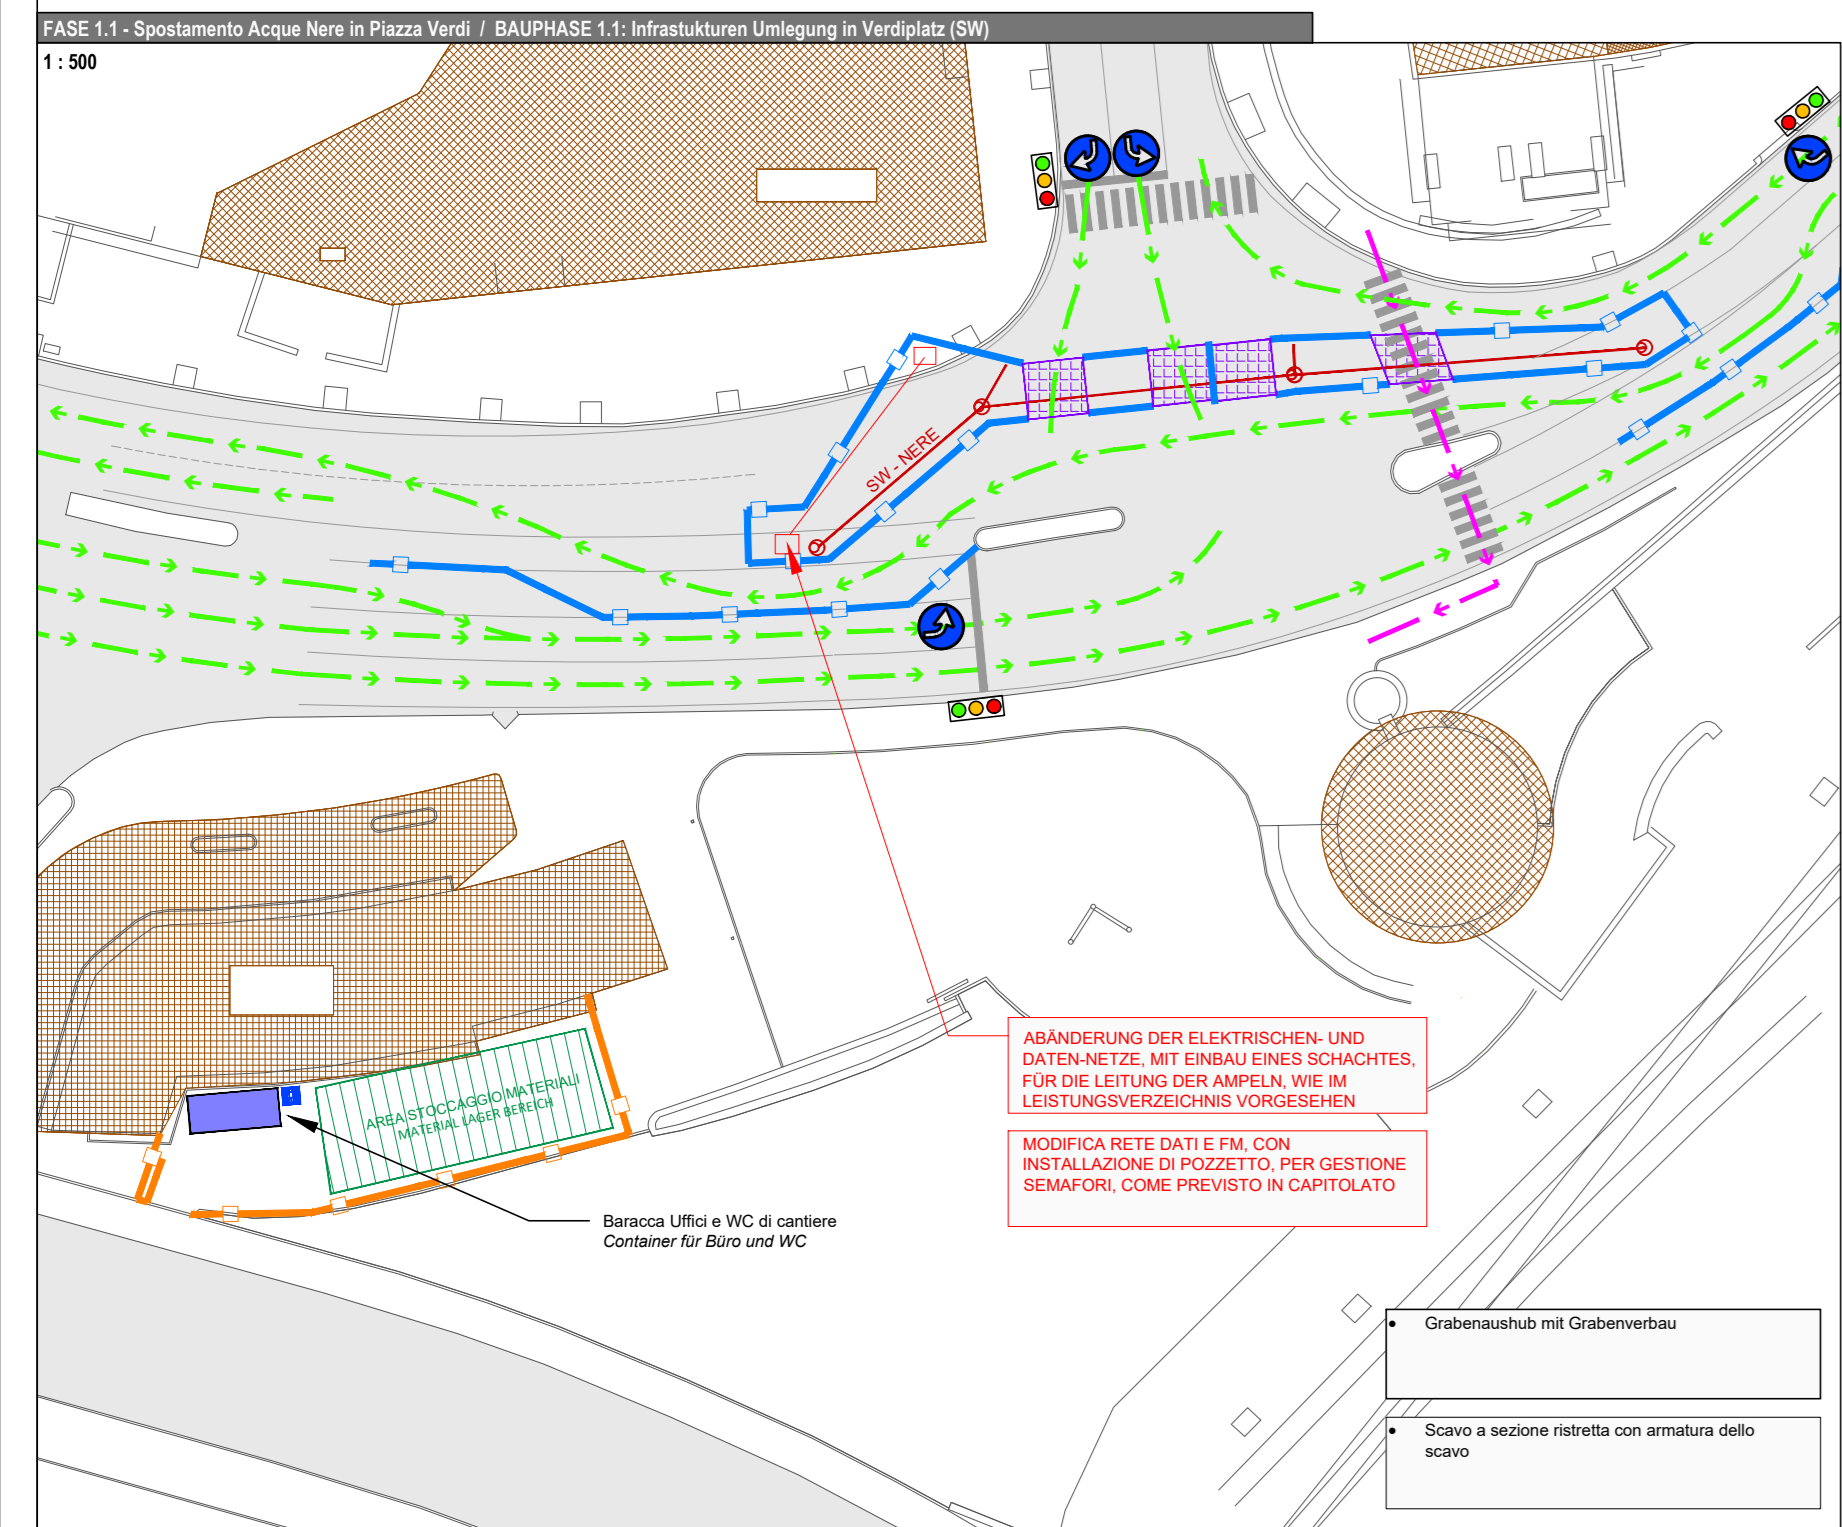 FASE 1.1 - Spostamento Acque Nere in Piazza Verdi / BAUPHASE 1.1: Infrastukturen Umlegung in Verdiplatz (SW)
1 : 500
SW - NERE
AREA STOCCAGGIO MATERIALI
MATERIAL LAGER BEREICH
ABÄNDERUNG DER ELEKTRISCHEN- UND
DATEN-NETZE, MIT EINBAU EINES SCHACHTES,
FÜR DIE LEITUNG DER AMPELN, WIE IM
LEISTUNGSVERZEICHNIS VORGESEHEN
MODIFICA RETE DATI E FM, CON
INSTALLAZIONE DI POZZETTO, PER GESTIONE
SEMAFORI, COME PREVISTO IN CAPITOLATO
Baracca Uffici e WC di cantiere
Container für Büro und WC
• Grabenaushub mit Grabenverbau
• Scavo a sezione ristretta con armatura dello
scavo